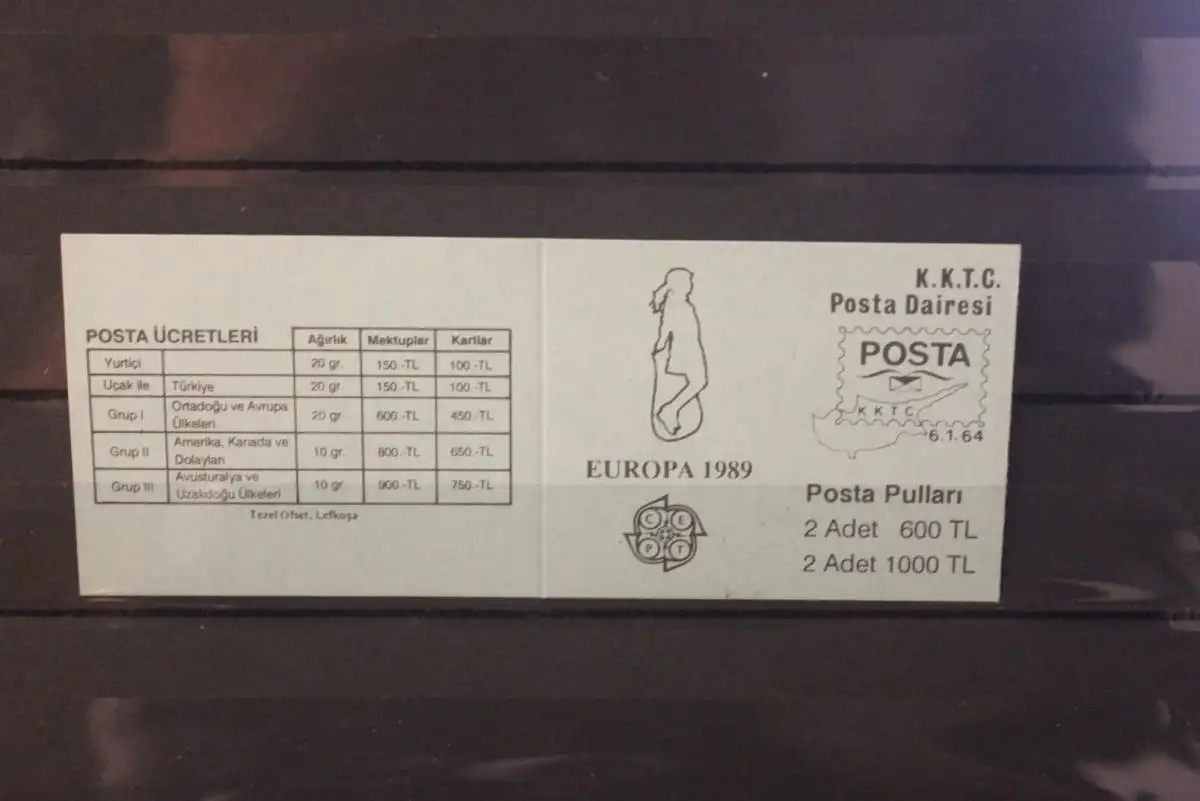 POSTA ÜCRETLERİ
Ağırlık Mektuplar Kartlar
Yurtiçi 20 gr. 150.-TL 100.-TL
Uçak ile Türkiye 20 gr. 150.-TL 100.-TL
Grup I Ortadoğu ve Avrupa Ülkeleri 20 gr 600.-TL 450.-TL
Grup II Amerika, Kanada ve Dolayları 10 gr. 800.-TL 650.-TL
Grup III Avusturalya ve Uzakdoğu Ülkeleri 10 gr 900.-TL 750.-TL
Tezel Ofset, Lefkoşa
EUROPA 1989
C E
P T
K.K.T.C.
Posta Dairesi
POSTA
K K T C
6.1.64
Posta Pulları
2 Adet 600 TL
2 Adet 1000 TL